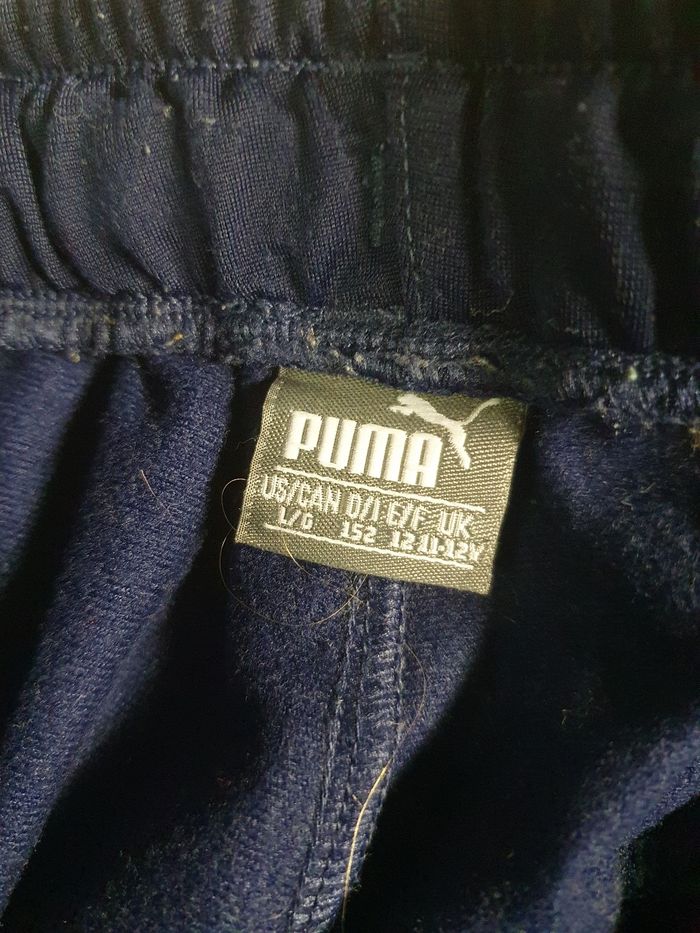 PUMA
US/CAN D/I E/F UK
L/G 152 12 11-12Y